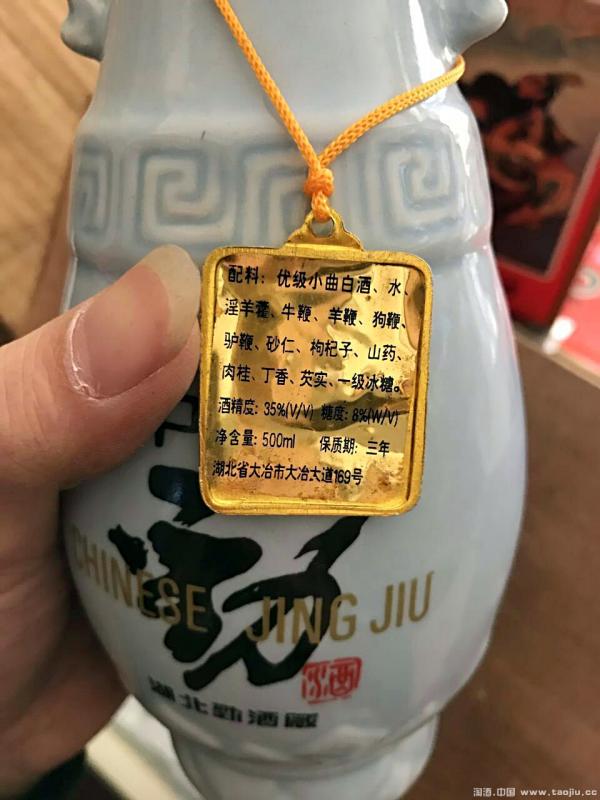 配料: 优级小曲白酒、水、
淫羊藿、牛鞭、羊鞭、狗鞭、
驴鞭、砂仁、枸杞子、山药、
肉桂、丁香、芡实、一级冰糖。
酒精度: 35%(V/V) 糖度: 8%(W/V)
净含量: 500ml 保质期: 三年
湖北省大冶市大冶大道169号
劲
CHINESE JING JIU
酒
湖北劲酒厂
淘酒.中国 www.taojiu.cc